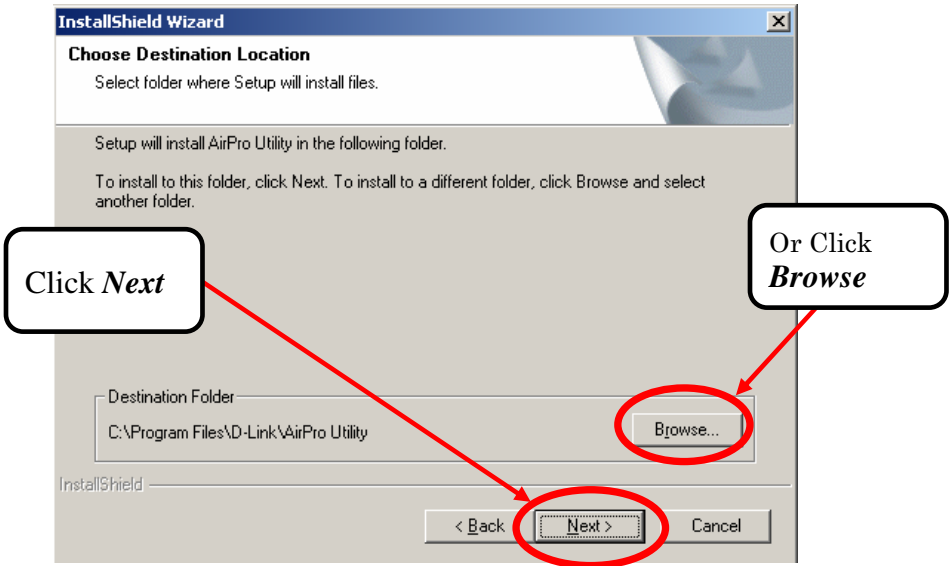 InstallShield Wizard
Choose Destination Location
Select folder where Setup will install files.
Setup will install AirPro Utility in the following folder.
To install to this folder, click Next. To install to a different folder, click Browse and select
another folder.
Or Click
Browse
Click Next
Destination Folder
C:\Program Files\D-Link\AirPro Utility
Browse...
InstallShield
< Back
Next >
Cancel